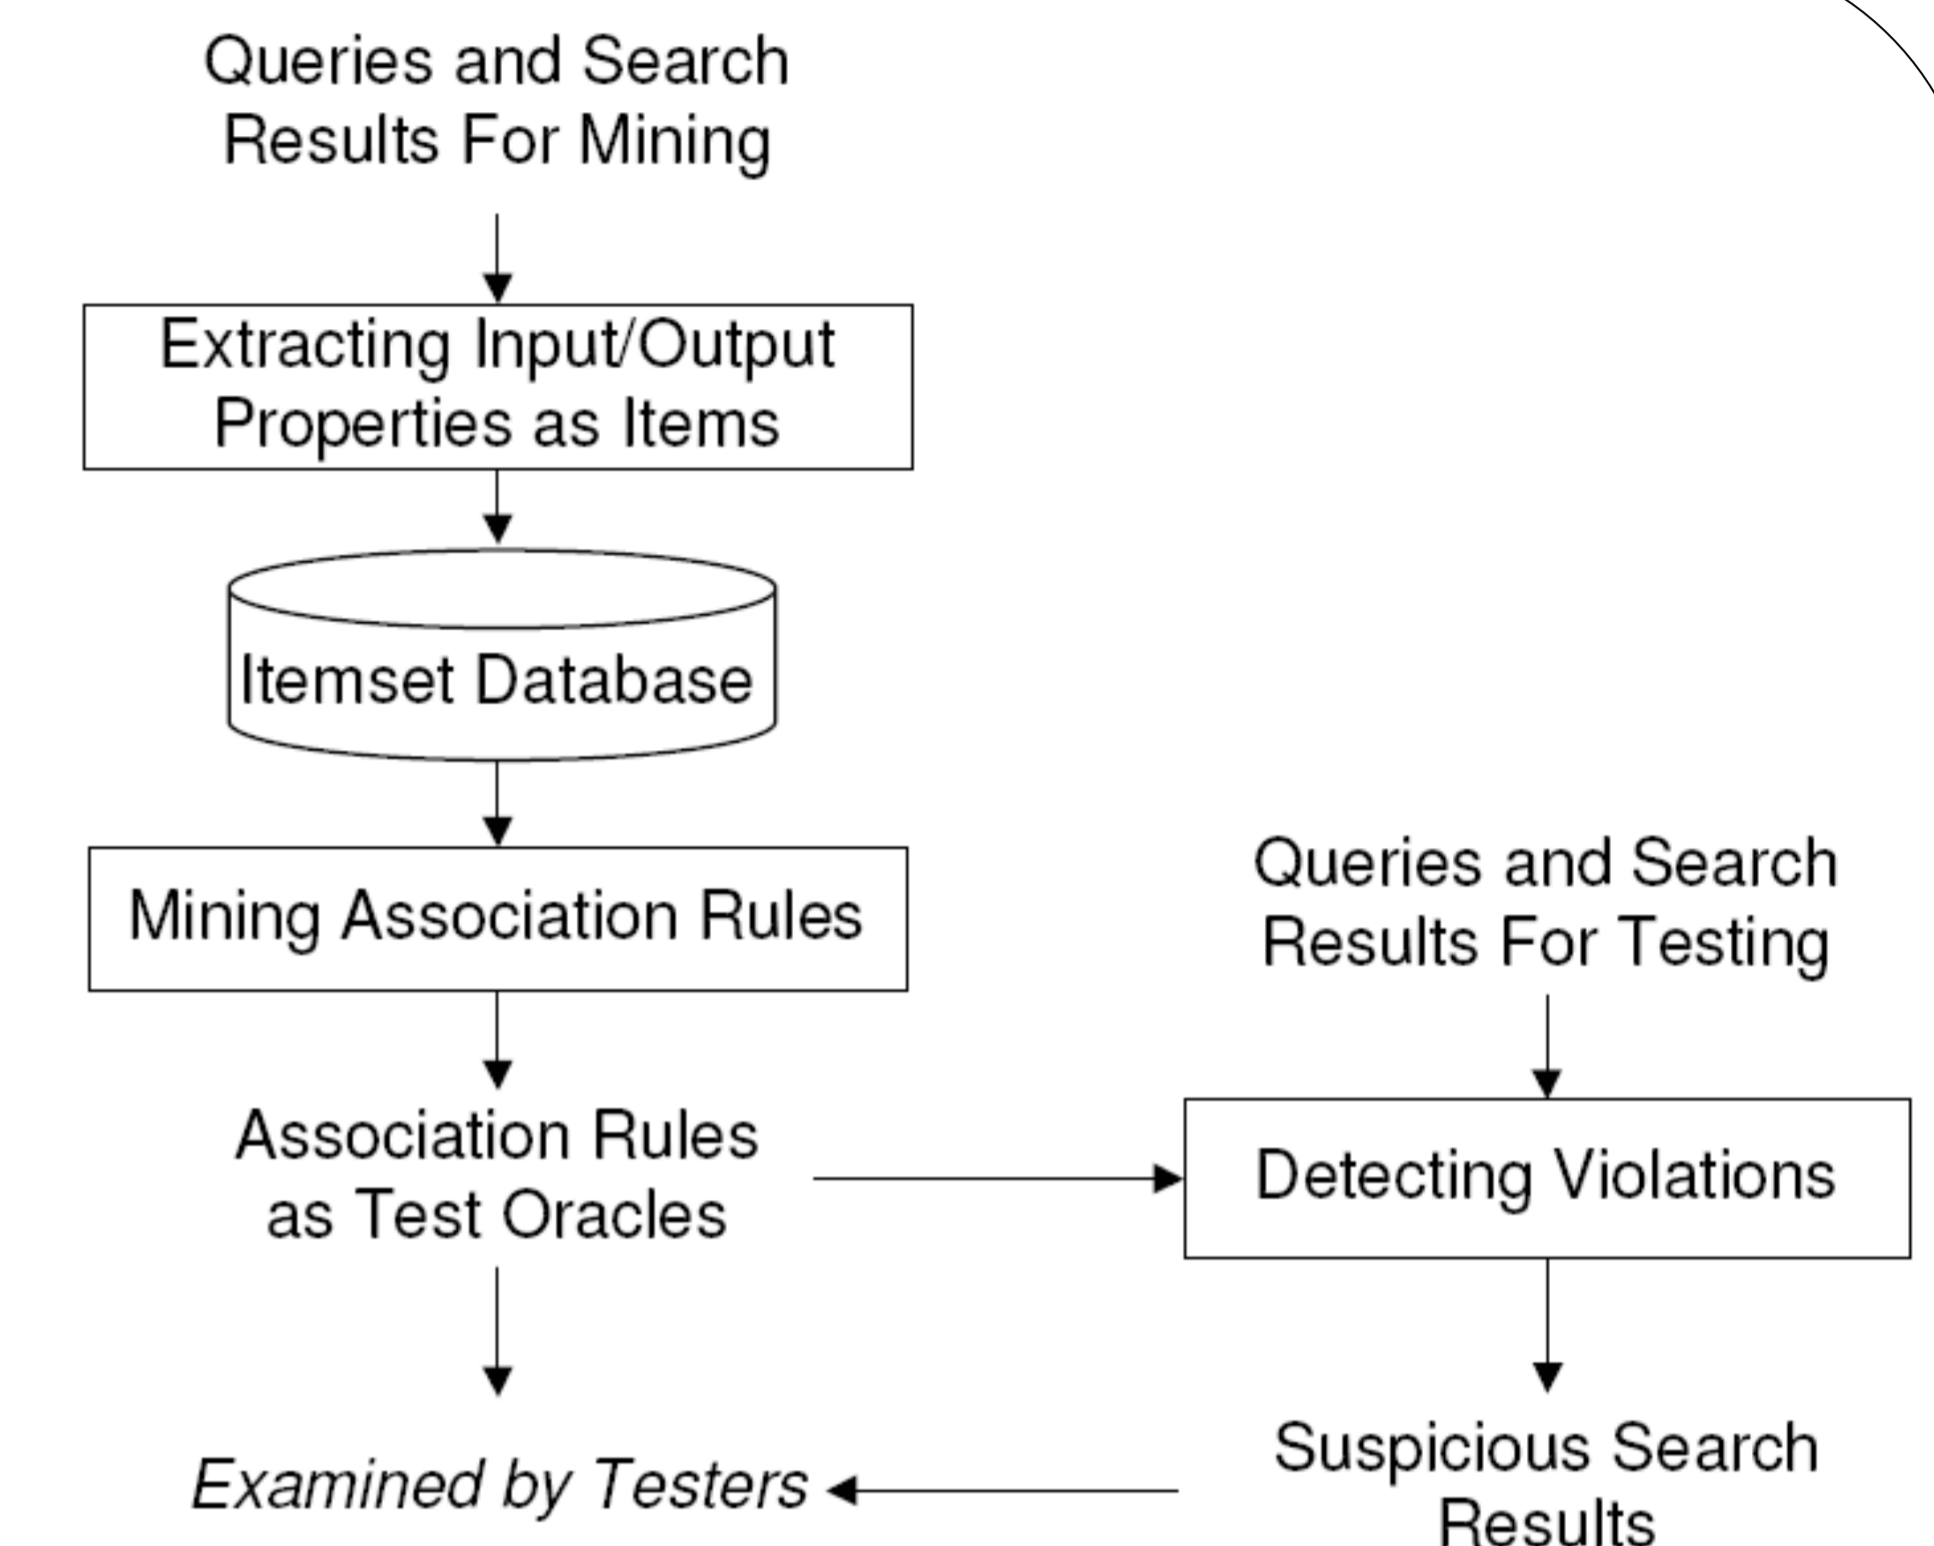 Queries and Search
Results For Mining
Extracting Input/Output
Properties as Items
Itemset Database
Mining Association Rules
Association Rules
as Test Oracles
Queries and Search
Results For Testing
Detecting Violations
Suspicious Search
Results
Examined by Testers